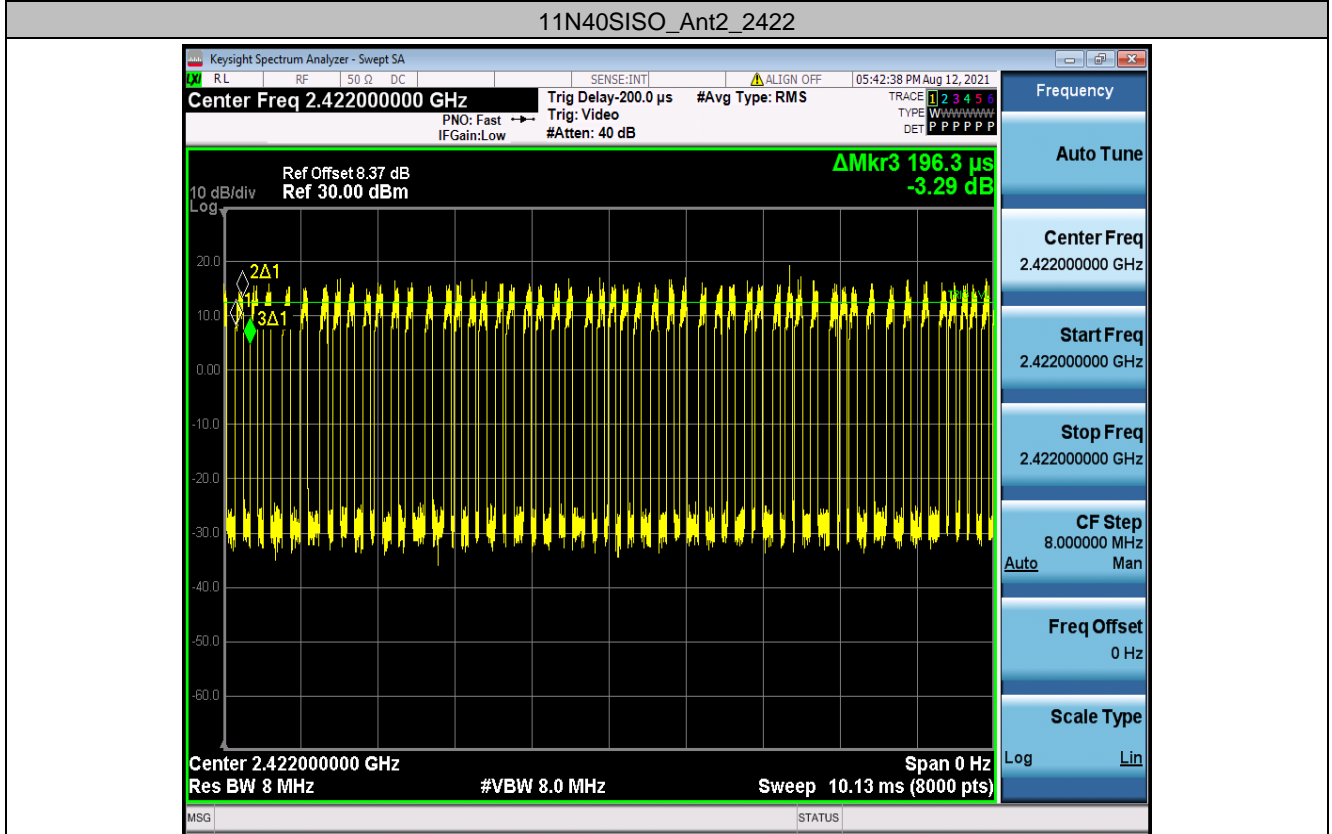 11N40SISO_Ant2_2422
Keysight Spectrum Analyzer - Swept SA
LXI RL RF 50 Ω DC SENSE:INT ALIGN OFF 05:42:38 PM Aug 12, 2021
Center Freq 2.422000000 GHz
PNO: Fast
IFGain:Low
Trig Delay-200.0 µs
Trig: Video
#Atten: 40 dB
#Avg Type: RMS
TRACE 1 2 3 4 5 6
TYPE WWWWWW
DET P P P P P P
ΔMkr3 196.3 µs
-3.29 dB
Ref Offset 8.37 dB
10 dB/div Ref 30.00 dBm
Log
20.0
10.0
0.00
-10.0
-20.0
-30.0
-40.0
-50.0
-60.0
2Δ1
3Δ1
Center 2.422000000 GHz Span 0 Hz
Res BW 8 MHz #VBW 8.0 MHz Sweep 10.13 ms (8000 pts)
MSG STATUS
Frequency
Auto Tune
Center Freq
2.422000000 GHz
Start Freq
2.422000000 GHz
Stop Freq
2.422000000 GHz
CF Step
8.000000 MHz
Auto Man
Freq Offset
0 Hz
Scale Type
Log Lin